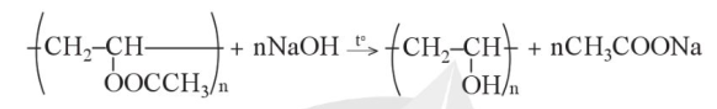 (CH₂–CH)ₙ + nNaOH —t°→ (CH₂–CH)ₙ + nCH₃COONa
OOCCH₃ OH